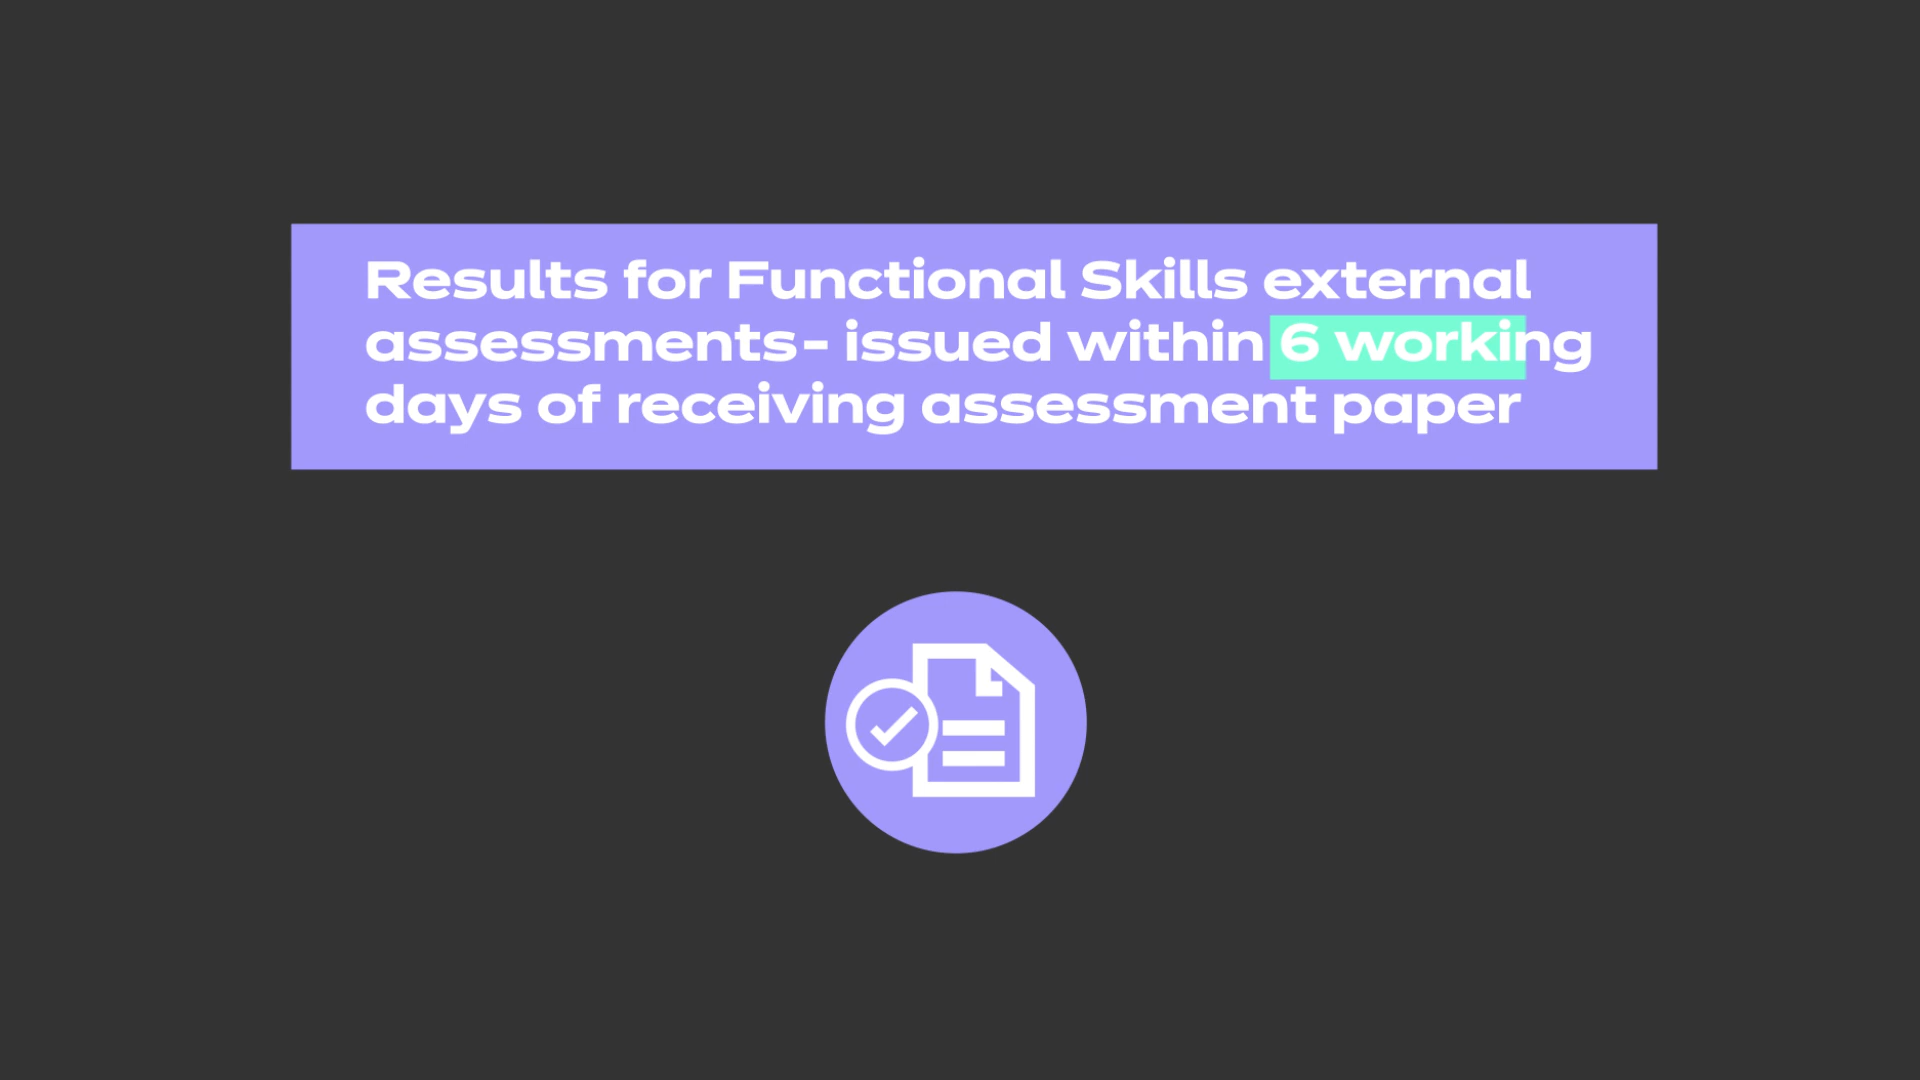 Results for Functional Skills external
assessments- issued within 6 working
days of receiving assessment paper